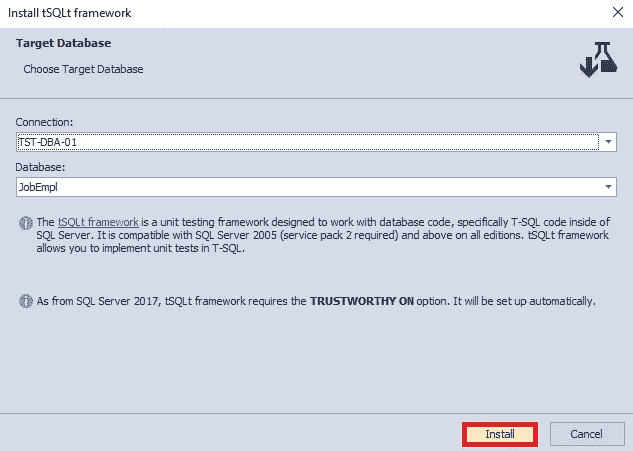 Install tSQLt framework
Target Database
Choose Target Database
Connection:
TST-DBA-01
Database:
JobEmpl
The tSQLt framework is a unit testing framework designed to work with database code, specifically T-SQL code inside of
SQL Server. It is compatible with SQL Server 2005 (service pack 2 required) and above on all editions. tSQLt framework
allows you to implement unit tests in T-SQL.
As from SQL Server 2017, tSQLt framework requires the TRUSTWORTHY ON option. It will be set up automatically.
Install
Cancel